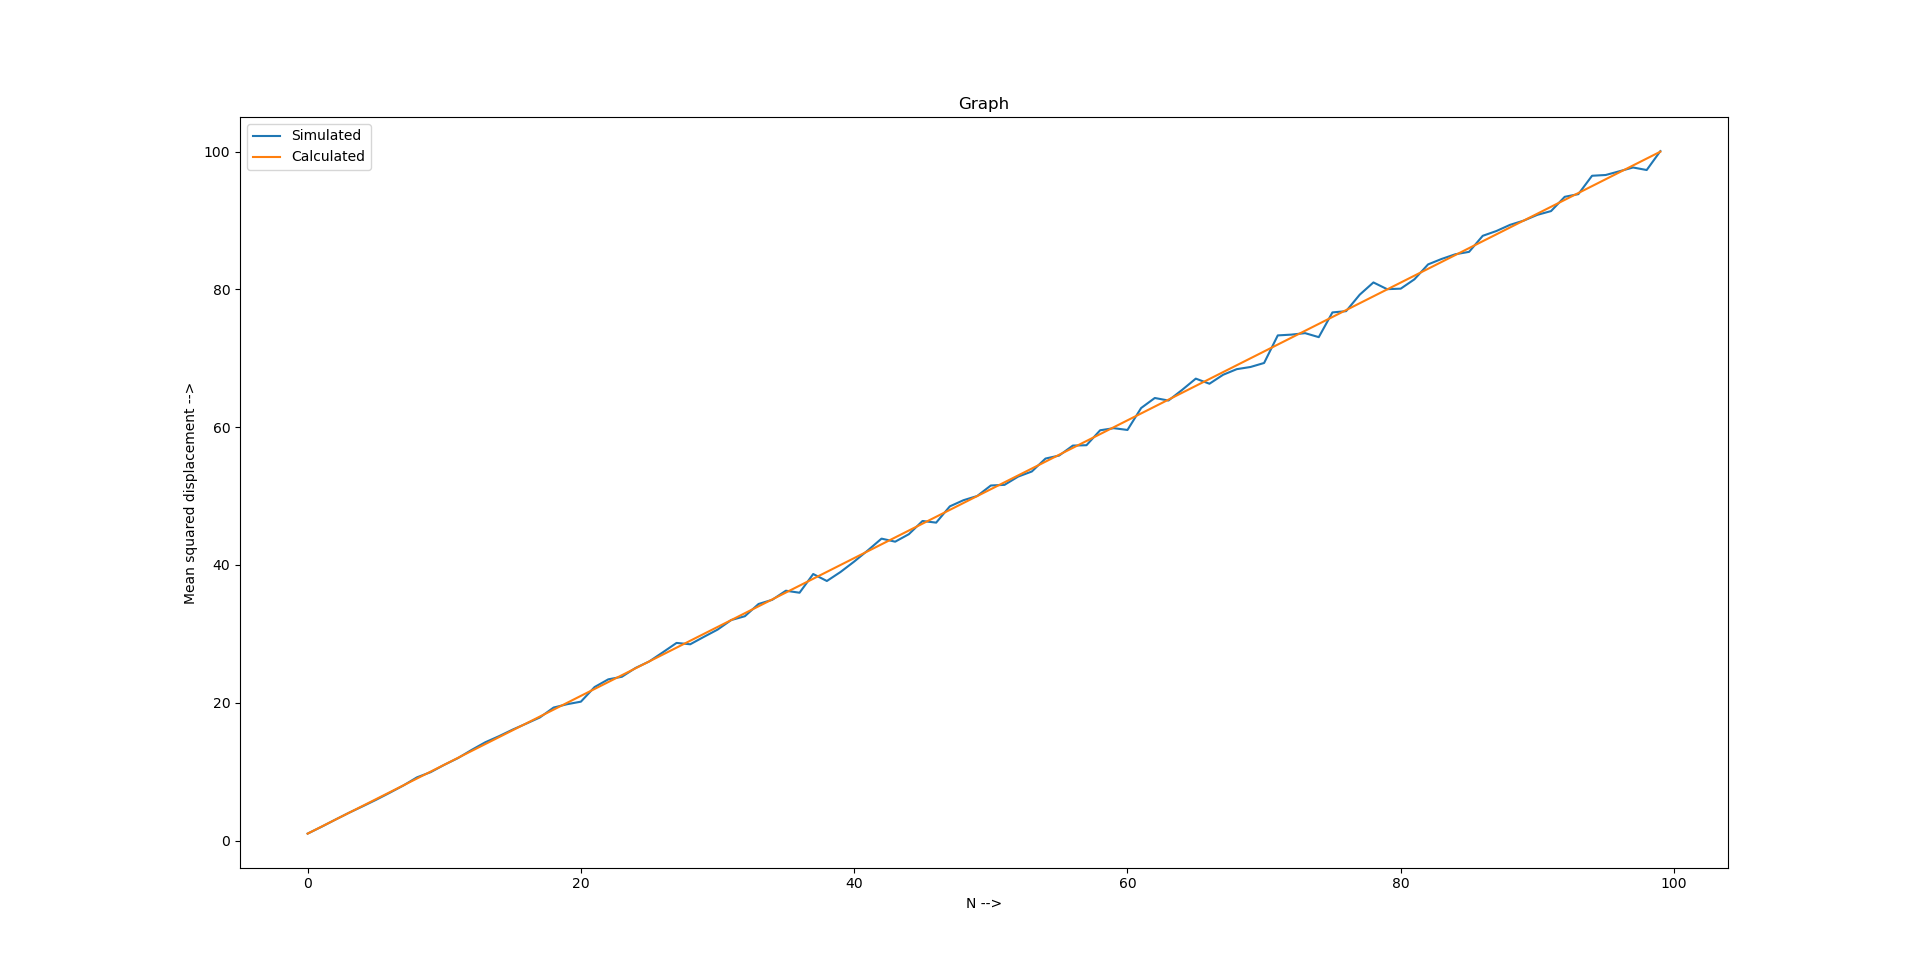 Graph
Simulated
Calculated
100
80
60
40
20
0
Mean squared displacement -->
0 20 40 60 80 100
N -->